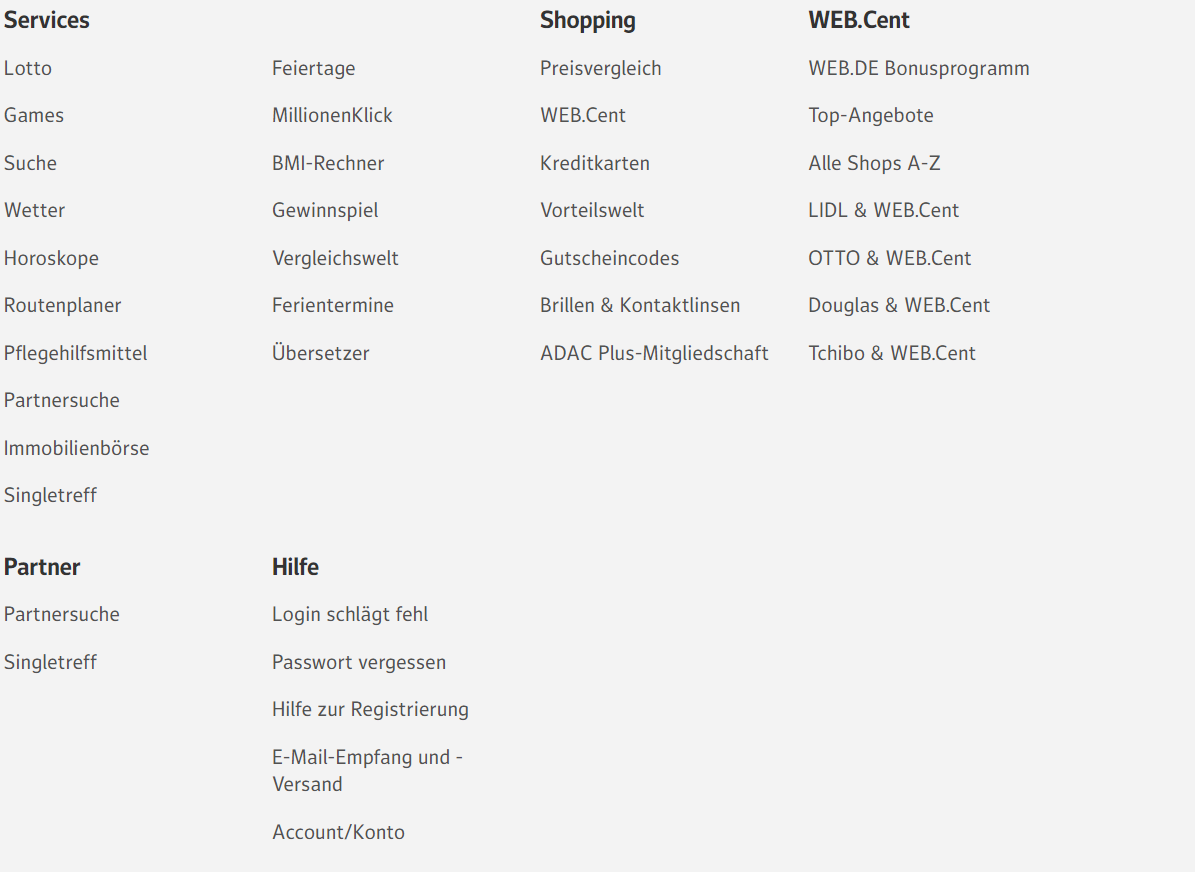 Services
Lotto
Games
Suche
Wetter
Horoskope
Routenplaner
Pflegehilfsmittel
Partnersuche
Immobilienbörse
Singletreff
Feiertage
MillionenKlick
BMI-Rechner
Gewinnspiel
Vergleichswelt
Ferientermine
Übersetzer
Shopping
Preisvergleich
WEB.Cent
Kreditkarten
Vorteilswelt
Gutscheincodes
Brillen & Kontaktlinsen
ADAC Plus-Mitgliedschaft
WEB.Cent
WEB.DE Bonusprogramm
Top-Angebote
Alle Shops A-Z
LIDL & WEB.Cent
OTTO & WEB.Cent
Douglas & WEB.Cent
Tchibo & WEB.Cent
Partner
Partnersuche
Singletreff
Hilfe
Login schlägt fehl
Passwort vergessen
Hilfe zur Registrierung
E-Mail-Empfang und -
Versand
Account/Konto